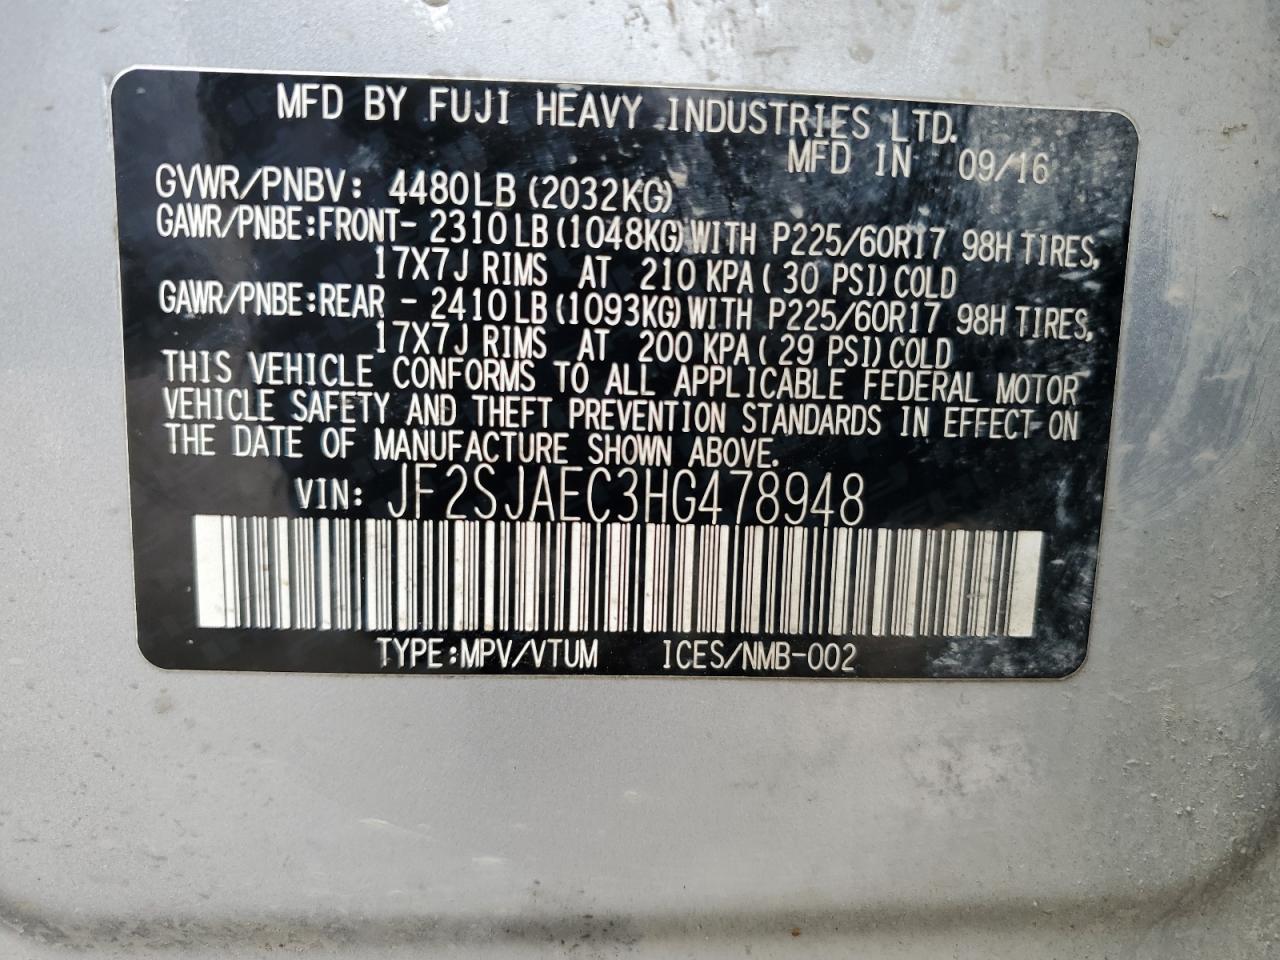 MFD BY FUJI HEAVY INDUSTRIES LTD.
MFD IN 09/16
GVWR/PNBV: 4480LB (2032KG)
GAWR/PNBE:FRONT- 2310LB (1048KG) WITH P225/60R17 98H TIRES,
17X7J RIMS AT 210 KPA ( 30 PSI) COLD
GAWR/PNBE:REAR - 2410LB (1093KG) WITH P225/60R17 98H TIRES,
17X7J RIMS AT 200 KPA ( 29 PSI) COLD
THIS VEHICLE CONFORMS TO ALL APPLICABLE FEDERAL MOTOR
VEHICLE SAFETY AND THEFT PREVENTION STANDARDS IN EFFECT ON
THE DATE OF MANUFACTURE SHOWN ABOVE.
VIN: JF2SJAEC3HG478948
TYPE:MPV/VTUM ICES/NMB-002